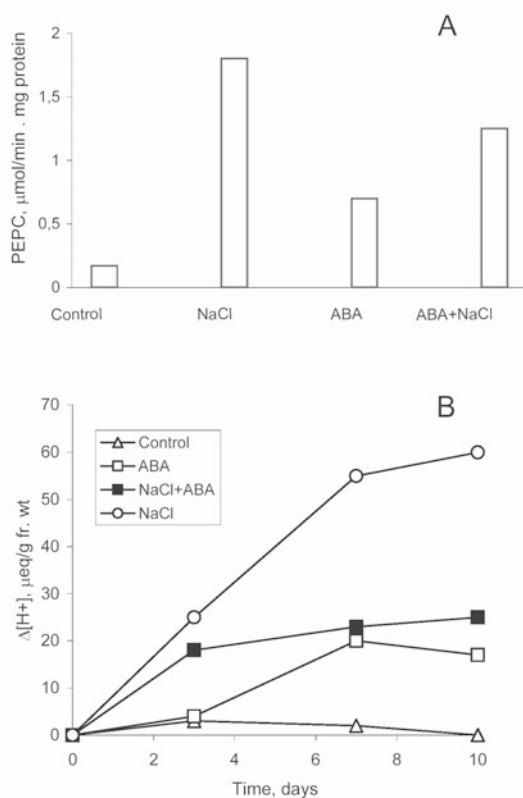 A
PEPC, μmol/min . mg protein
2
1,5
1
0,5
0
Control NaCl ABA ABA+NaCl
B
Δ[H+], μeq/g fr. wt
70
60
50
40
30
20
10
0
Control
ABA
NaCl+ABA
NaCl
0 2 4 6 8 10
Time, days